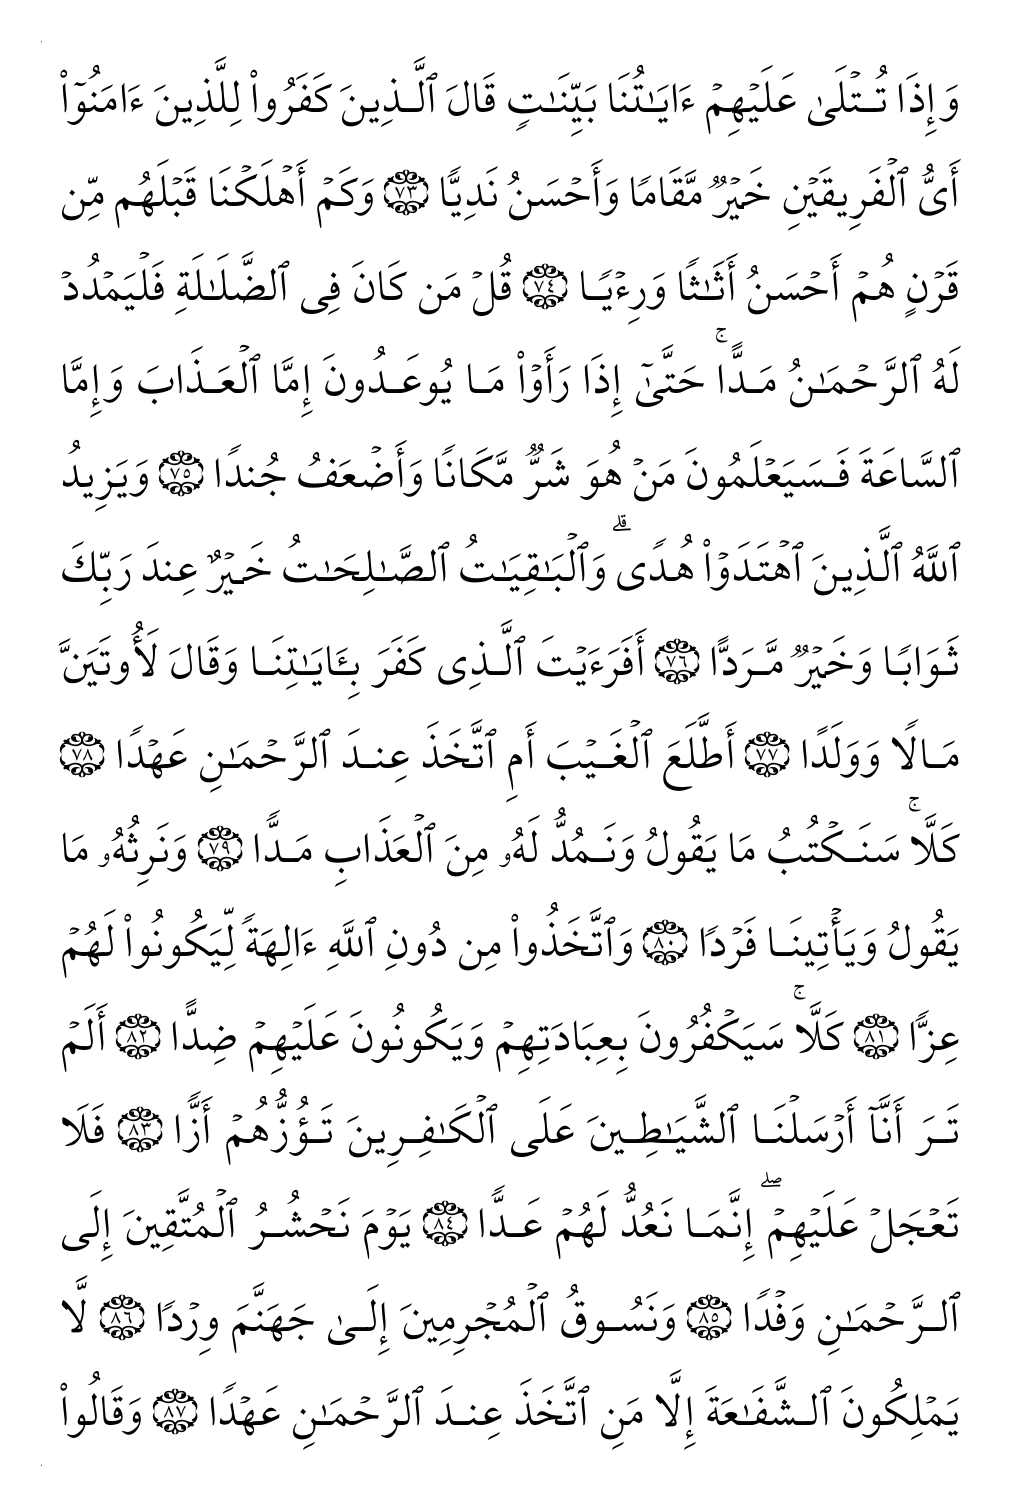 وَإِذَا تُتۡلَىٰ عَلَيۡهِمۡ ءَايَٰتُنَا بَيِّنَٰتٖ قَالَ ٱلَّذِينَ كَفَرُواْ لِلَّذِينَ ءَامَنُوٓاْ
أَيُّ ٱلۡفَرِيقَيۡنِ خَيۡرٞ مَّقَامٗا وَأَحۡسَنُ نَدِيّٗا ٧٣ وَكَمۡ أَهۡلَكۡنَا قَبۡلَهُم مِّن
قَرۡنٍ هُمۡ أَحۡسَنُ أَثَٰثٗا وَرِءۡيٗا ٧٤ قُلۡ مَن كَانَ فِي ٱلضَّلَٰلَةِ فَلۡيَمۡدُدۡ
لَهُ ٱلرَّحۡمَٰنُ مَدًّاۚ حَتَّىٰٓ إِذَا رَأَوۡاْ مَا يُوعَدُونَ إِمَّا ٱلۡعَذَابَ وَإِمَّا
ٱلسَّاعَةَ فَسَيَعۡلَمُونَ مَنۡ هُوَ شَرّٞ مَّكَانٗا وَأَضۡعَفُ جُندٗا ٧٥ وَيَزِيدُ
ٱللَّهُ ٱلَّذِينَ ٱهۡتَدَوۡاْ هُدٗىۗ وَٱلۡبَٰقِيَٰتُ ٱلصَّٰلِحَٰتُ خَيۡرٌ عِندَ رَبِّكَ
ثَوَابٗا وَخَيۡرٞ مَّرَدًّا ٧٦ أَفَرَءَيۡتَ ٱلَّذِي كَفَرَ بِـَٔايَٰتِنَا وَقَالَ لَأُوتَيَنَّ
مَالٗا وَوَلَدًا ٧٧ أَطَّلَعَ ٱلۡغَيۡبَ أَمِ ٱتَّخَذَ عِندَ ٱلرَّحۡمَٰنِ عَهۡدٗا ٧٨
كَلَّاۚ سَنَكۡتُبُ مَا يَقُولُ وَنَمُدُّ لَهُۥ مِنَ ٱلۡعَذَابِ مَدّٗا ٧٩ وَنَرِثُهُۥ مَا
يَقُولُ وَيَأۡتِينَا فَرۡدٗا ٨٠ وَٱتَّخَذُواْ مِن دُونِ ٱللَّهِ ءَالِهَةٗ لِّيَكُونُواْ لَهُمۡ
عِزّٗا ٨١ كَلَّاۚ سَيَكۡفُرُونَ بِعِبَادَتِهِمۡ وَيَكُونُونَ عَلَيۡهِمۡ ضِدًّا ٨٢ أَلَمۡ
تَرَ أَنَّآ أَرۡسَلۡنَا ٱلشَّيَٰطِينَ عَلَى ٱلۡكَٰفِرِينَ تَؤُزُّهُمۡ أَزّٗا ٨٣ فَلَا
تَعۡجَلۡ عَلَيۡهِمۡۖ إِنَّمَا نَعُدُّ لَهُمۡ عَدّٗا ٨٤ يَوۡمَ نَحۡشُرُ ٱلۡمُتَّقِينَ إِلَى
ٱلرَّحۡمَٰنِ وَفۡدٗا ٨٥ وَنَسُوقُ ٱلۡمُجۡرِمِينَ إِلَىٰ جَهَنَّمَ وِرۡدٗا ٨٦ لَّا
يَمۡلِكُونَ ٱلشَّفَٰعَةَ إِلَّا مَنِ ٱتَّخَذَ عِندَ ٱلرَّحۡمَٰنِ عَهۡدٗا ٨٧ وَقَالُواْ